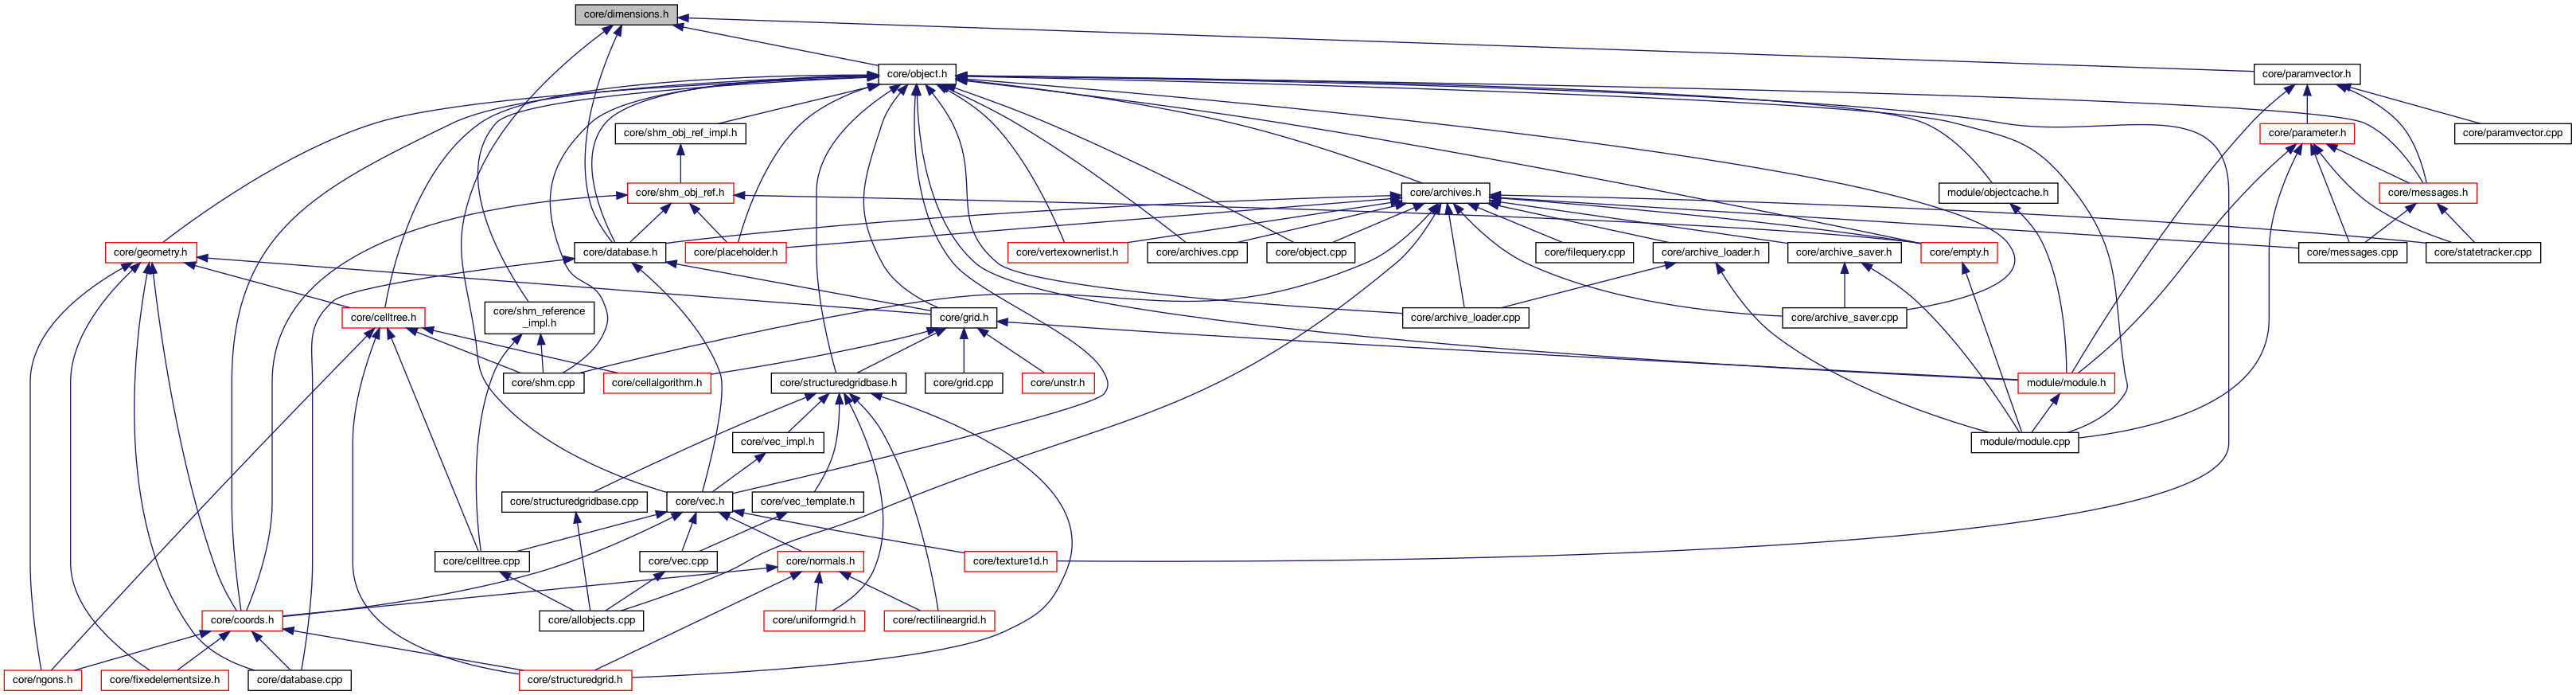 core/dimensions.h
core/object.h
core/paramvector.h
core/shm_obj_ref_impl.h
core/parameter.h
core/paramvector.cpp
core/shm_obj_ref.h
core/archives.h
module/objectcache.h
core/messages.h
core/geometry.h
core/database.h
core/placeholder.h
core/vertexownerlist.h
core/archives.cpp
core/object.cpp
core/filequery.cpp
core/archive_loader.h
core/archive_saver.h
core/empty.h
core/messages.cpp
core/statetracker.cpp
core/celltree.h
core/shm_reference
_impl.h
core/grid.h
core/archive_loader.cpp
core/archive_saver.cpp
core/shm.cpp
core/cellalgorithm.h
core/structuredgridbase.h
core/grid.cpp
core/unstr.h
module/module.h
core/vec_impl.h
module/module.cpp
core/structuredgridbase.cpp
core/vec.h
core/vec_template.h
core/celltree.cpp
core/vec.cpp
core/normals.h
core/texture1d.h
core/coords.h
core/allobjects.cpp
core/uniformgrid.h
core/rectilineargrid.h
core/ngons.h
core/fixedelementsize.h
core/database.cpp
core/structuredgrid.h